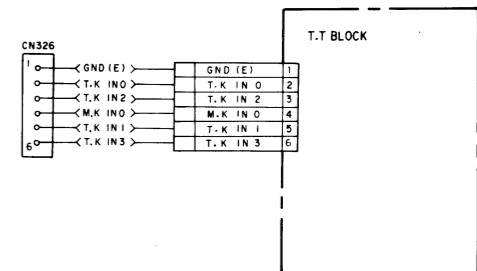 T.T BLOCK
CN326
1 GND (E) GND (E) 1
T.K IN0 T.K IN 0 2
T.K IN2 T.K IN 2 3
M.K IN0 M.K IN 0 4
T.K IN1 T.K IN 1 5
6 T.K IN3 T.K IN 3 6